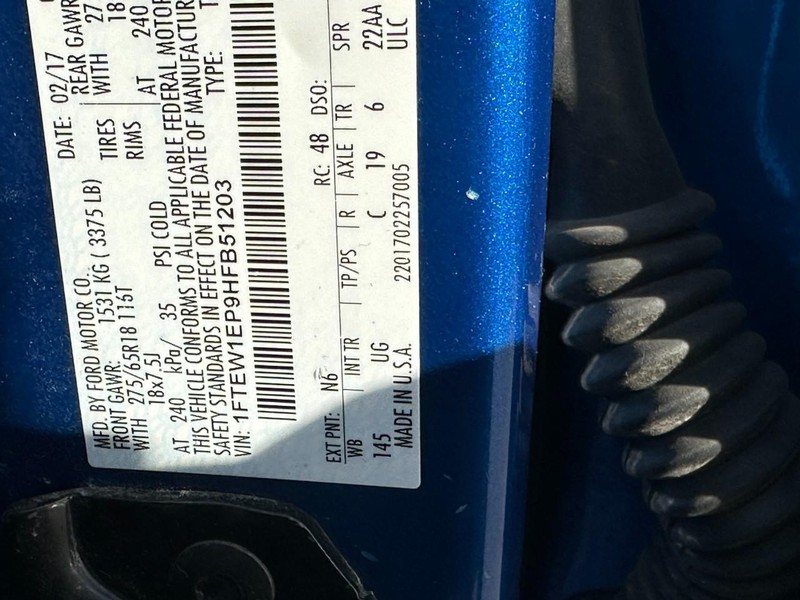 MFD. BY FORD MOTOR CO.
DATE: 02/17
FRONT GAWR: 1531 KG ( 3375 LB)
REAR GAWR
WITH 275/65R18 116T TIRES WITH 27
18x7.5J RIMS 18
AT 240 kPa/ 35 PSI COLD AT 240
THIS VEHICLE CONFORMS TO ALL APPLICABLE FEDERAL MOTOR
SAFETY STANDARDS IN EFFECT ON THE DATE OF MANUFACTUR
VIN: 1FTEW1EP9HFB51203 TYPE:
EXT PNT: N6 RC: 48 DSO:
WB INT TR TP/PS R AXLE TR SPR
145 UG C 19 6 22AA
MADE IN U.S.A. 2201702257005 ULC